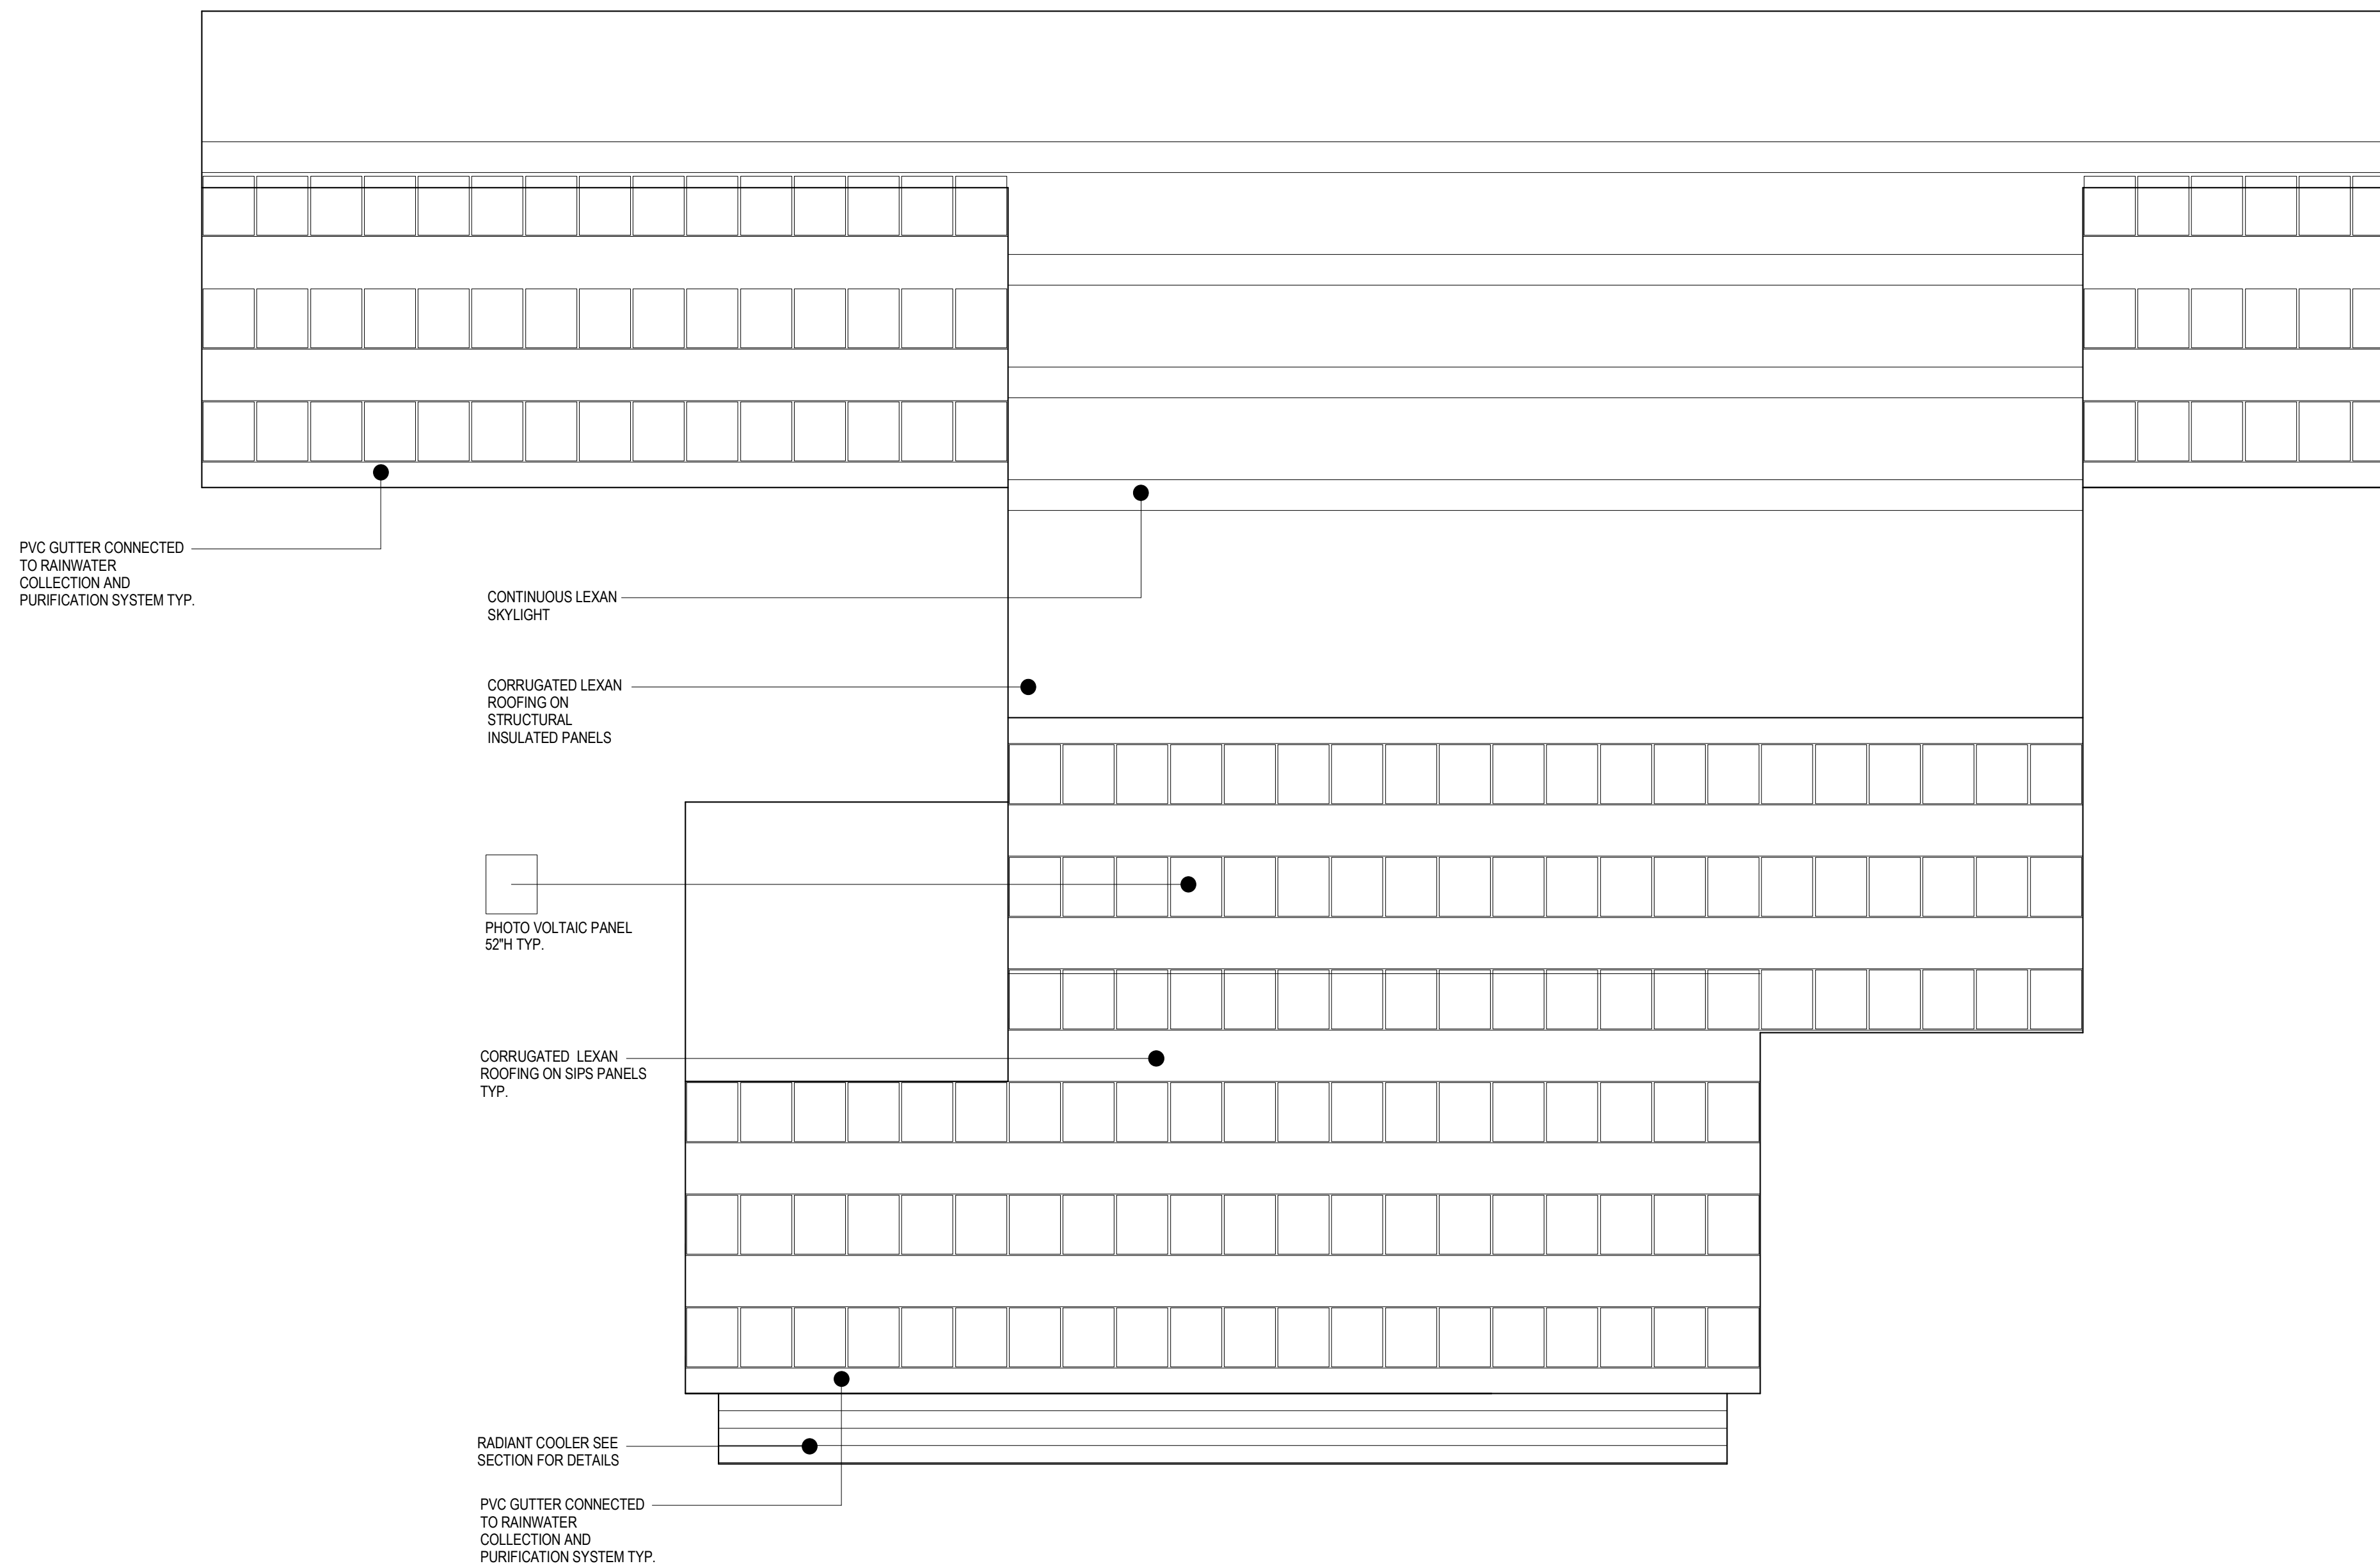 PVC GUTTER CONNECTED
TO RAINWATER
COLLECTION AND
PURIFICATION SYSTEM TYP.
CONTINUOUS LEXAN
SKYLIGHT
CORRUGATED LEXAN
ROOFING ON
STRUCTURAL
INSULATED PANELS
PHOTO VOLTAIC PANEL
52"H TYP.
CORRUGATED  LEXAN
ROOFING ON SIPS PANELS
TYP.
RADIANT COOLER SEE
SECTION FOR DETAILS
PVC GUTTER CONNECTED
TO RAINWATER
COLLECTION AND
PURIFICATION SYSTEM TYP.